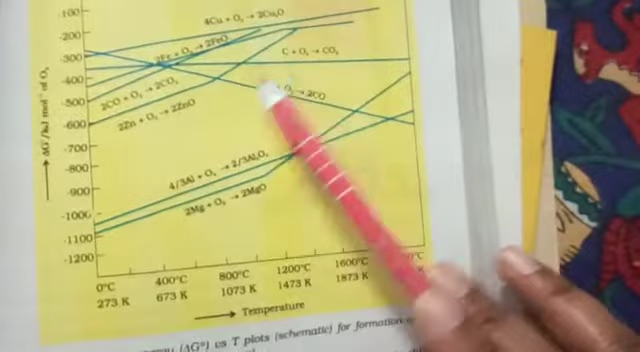 -100
-200
-300
-400
-500
-600
-700
-800
-900
-1000
-1100
-1200
ΔG°/kJ mol⁻¹ of O₂
4Cu + O₂ → 2Cu₂O
2Fe + O₂ → 2FeO
C + O₂ → CO₂
2CO + O₂ → 2CO₂
O₂ → 2CO
2Zn + O₂ → 2ZnO
4/3Al + O₂ → 2/3Al₂O₃
2Mg + O₂ → 2MgO
0°C 400°C 800°C 1200°C 1600°C
273 K 673 K 1073 K 1473 K 1873 K
Temperature
(ΔG°) vs T plots (schematic) for formation